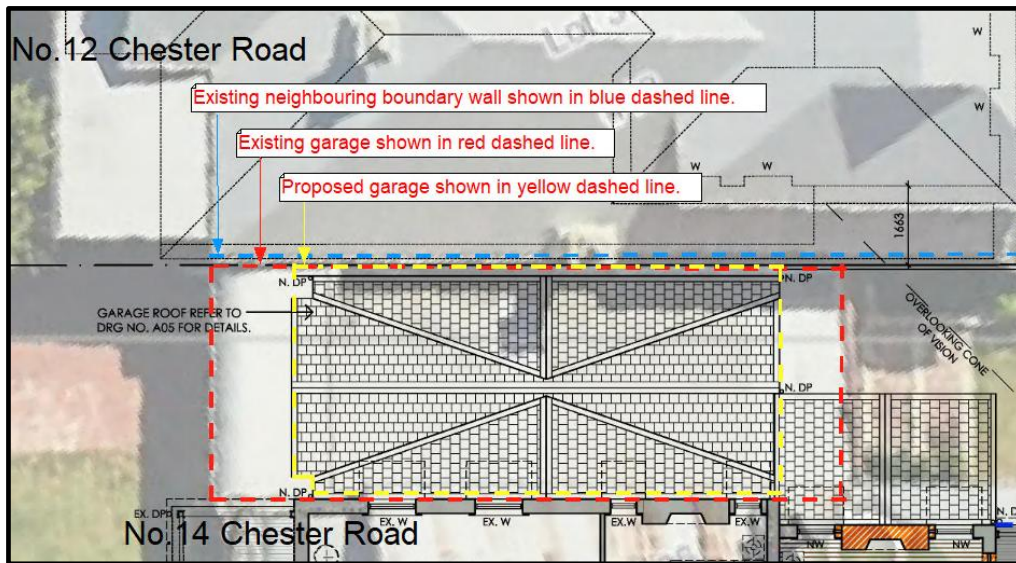 No.12 Chester Road
W
Existing neighbouring boundary wall shown in blue dashed line.
W
Existing garage shown in red dashed line.
W
W
Proposed garage shown in yellow dashed line.
1663
N. DP
N. DP
GARAGE ROOF REFER TO
DRG NO. A05 FOR DETAILS.
OVERLOOKING CONE
OF VISION
N. DP
N. DP
EX. DP
No.14 Chester Road
EX. W
EX. W
EX. W
EX. W
NW
NW